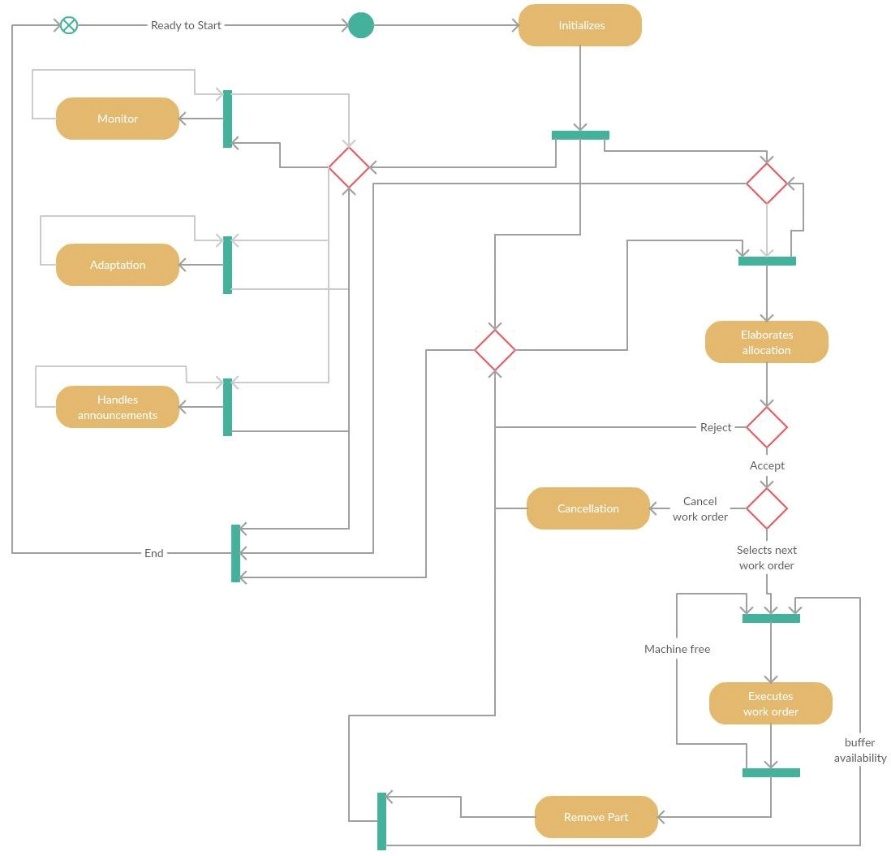 Ready to Start
Initializes
Monitor
Adaptation
Elaborates
allocation
Handles
announcements
Reject
Accept
Cancellation
Cancel
work order
End
Selects next
work order
Machine free
Executes
work order
buffer
availability
Remove Part